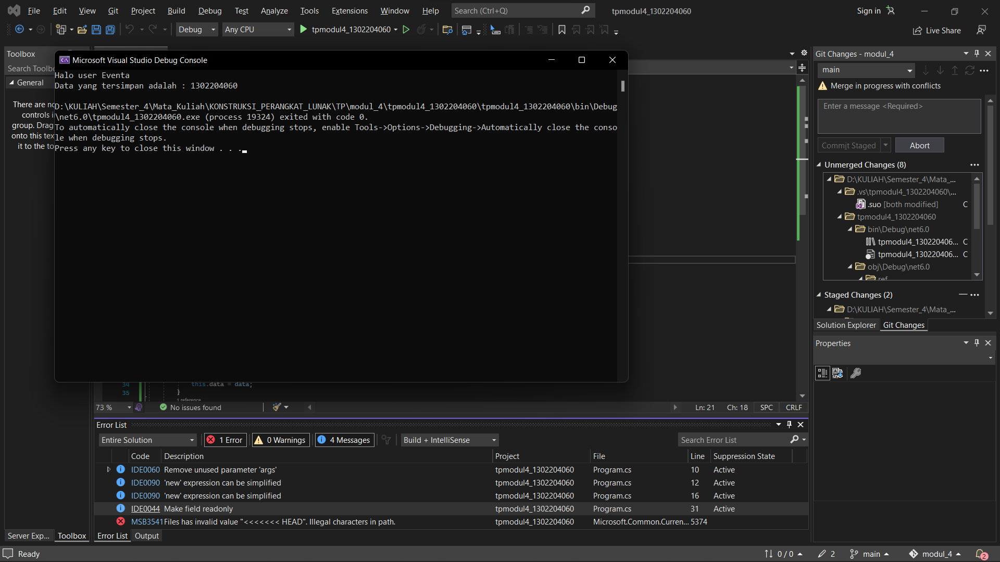 File Edit View Git Project Build Debug Test Analyze Tools Extensions Window Help Search (Ctrl+Q) tpmodul4_1302204060 Sign in
Debug Any CPU tpmodul4_1302204060 Live Share
Toolbox
Search Toolbo
General
There are no
controls i
group. Drag
onto this tex
it to the to
Microsoft Visual Studio Debug Console
Halo user Eventa
Data yang tersimpan adalah : 1302204060
D:\KULIAH\Semester_4\Mata_Kuliah\KONSTRUKSI_PERANGKAT_LUNAK\TP\modul_4\tpmodul4_1302204060\tpmodul4_1302204060\bin\Debug
\net6.0\tpmodul4_1302204060.exe (process 19324) exited with code 0.
To automatically close the console when debugging stops, enable Tools->Options->Debugging->Automatically close the conso
le when debugging stops.
Press any key to close this window . . .
34 this.data = data;
35 }
1 reference
73 % No issues found Ln: 21 Ch: 18 SPC CRLF
Git Changes - modul_4
main
Merge in progress with conflicts
Enter a message <Required>
Commit Staged Abort
Unmerged Changes (8)
D:\KULIAH\Semester_4\Mata_...
.vs\tpmodul4_1302204060\...
.suo [both modified] C
tpmodul4_1302204060
bin\Debug\net6.0
tpmodul4_130220406... C
tpmodul4_130220406... C
obj\Debug\net6.0
ref
Staged Changes (2)
D:\KULIAH\Semester_4\Mata_...
Solution Explorer Git Changes
Properties
Error List
Entire Solution 1 Error 0 Warnings 4 Messages Build + IntelliSense Search Error List
Code Description Project File Line Suppression State
IDE0060 Remove unused parameter 'args' tpmodul4_1302204060 Program.cs 10 Active
IDE0090 'new' expression can be simplified tpmodul4_1302204060 Program.cs 12 Active
IDE0090 'new' expression can be simplified tpmodul4_1302204060 Program.cs 16 Active
IDE0044 Make field readonly tpmodul4_1302204060 Program.cs 31 Active
MSB3541 Files has invalid value "<<<<<<< HEAD". Illegal characters in path. tpmodul4_1302204060 Microsoft.Common.Curren... 5374
Server Exp... Toolbox Error List Output
Ready 0 / 0 2 main modul_4 2